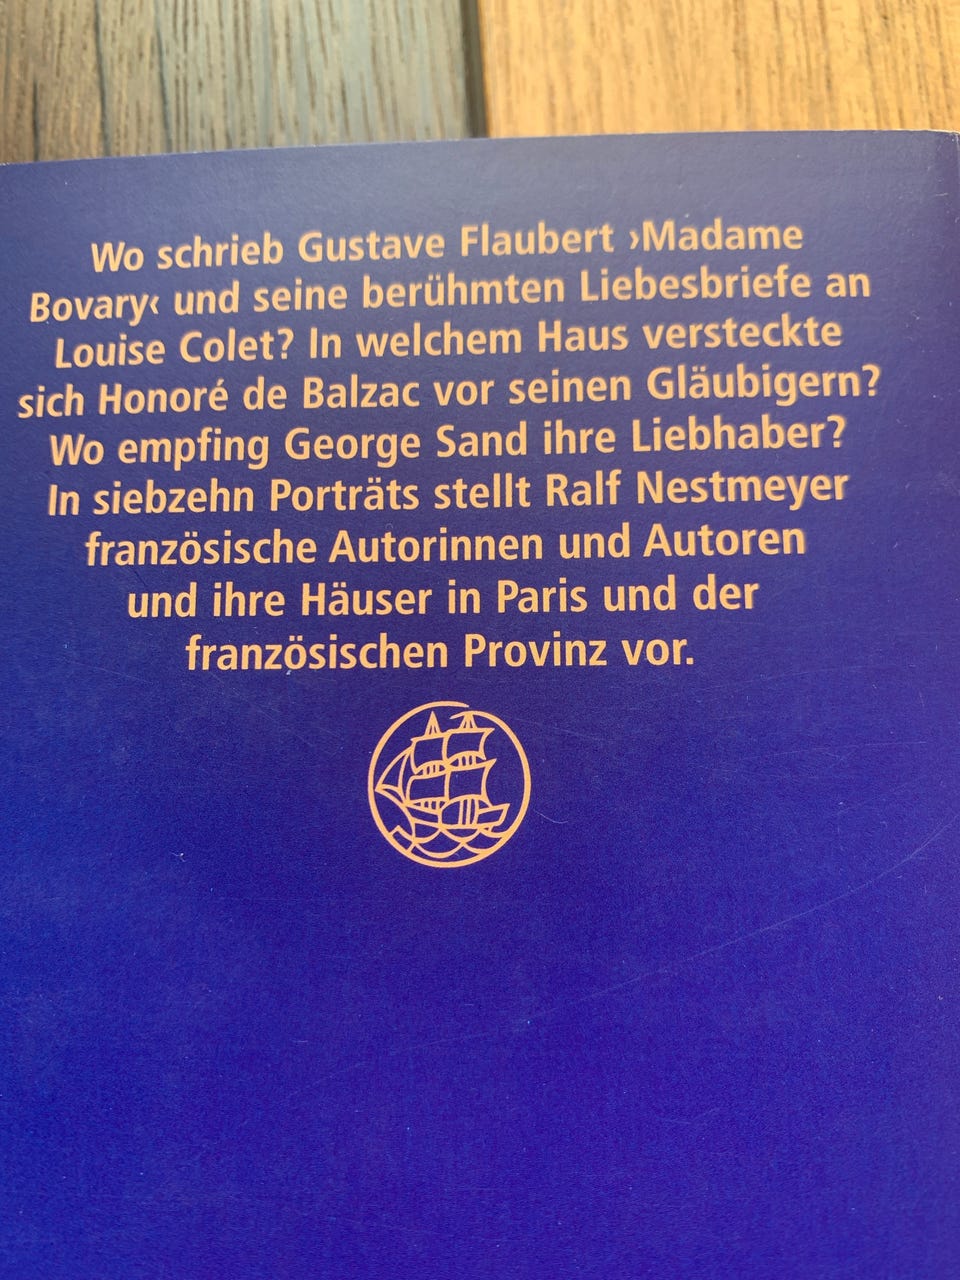 Wo schrieb Gustave Flaubert ›Madame
Bovary‹ und seine berühmten Liebesbriefe an
Louise Colet? In welchem Haus versteckte
sich Honoré de Balzac vor seinen Gläubigern?
Wo empfing George Sand ihre Liebhaber?
In siebzehn Porträts stellt Ralf Nestmeyer
französische Autorinnen und Autoren
und ihre Häuser in Paris und der
französischen Provinz vor.